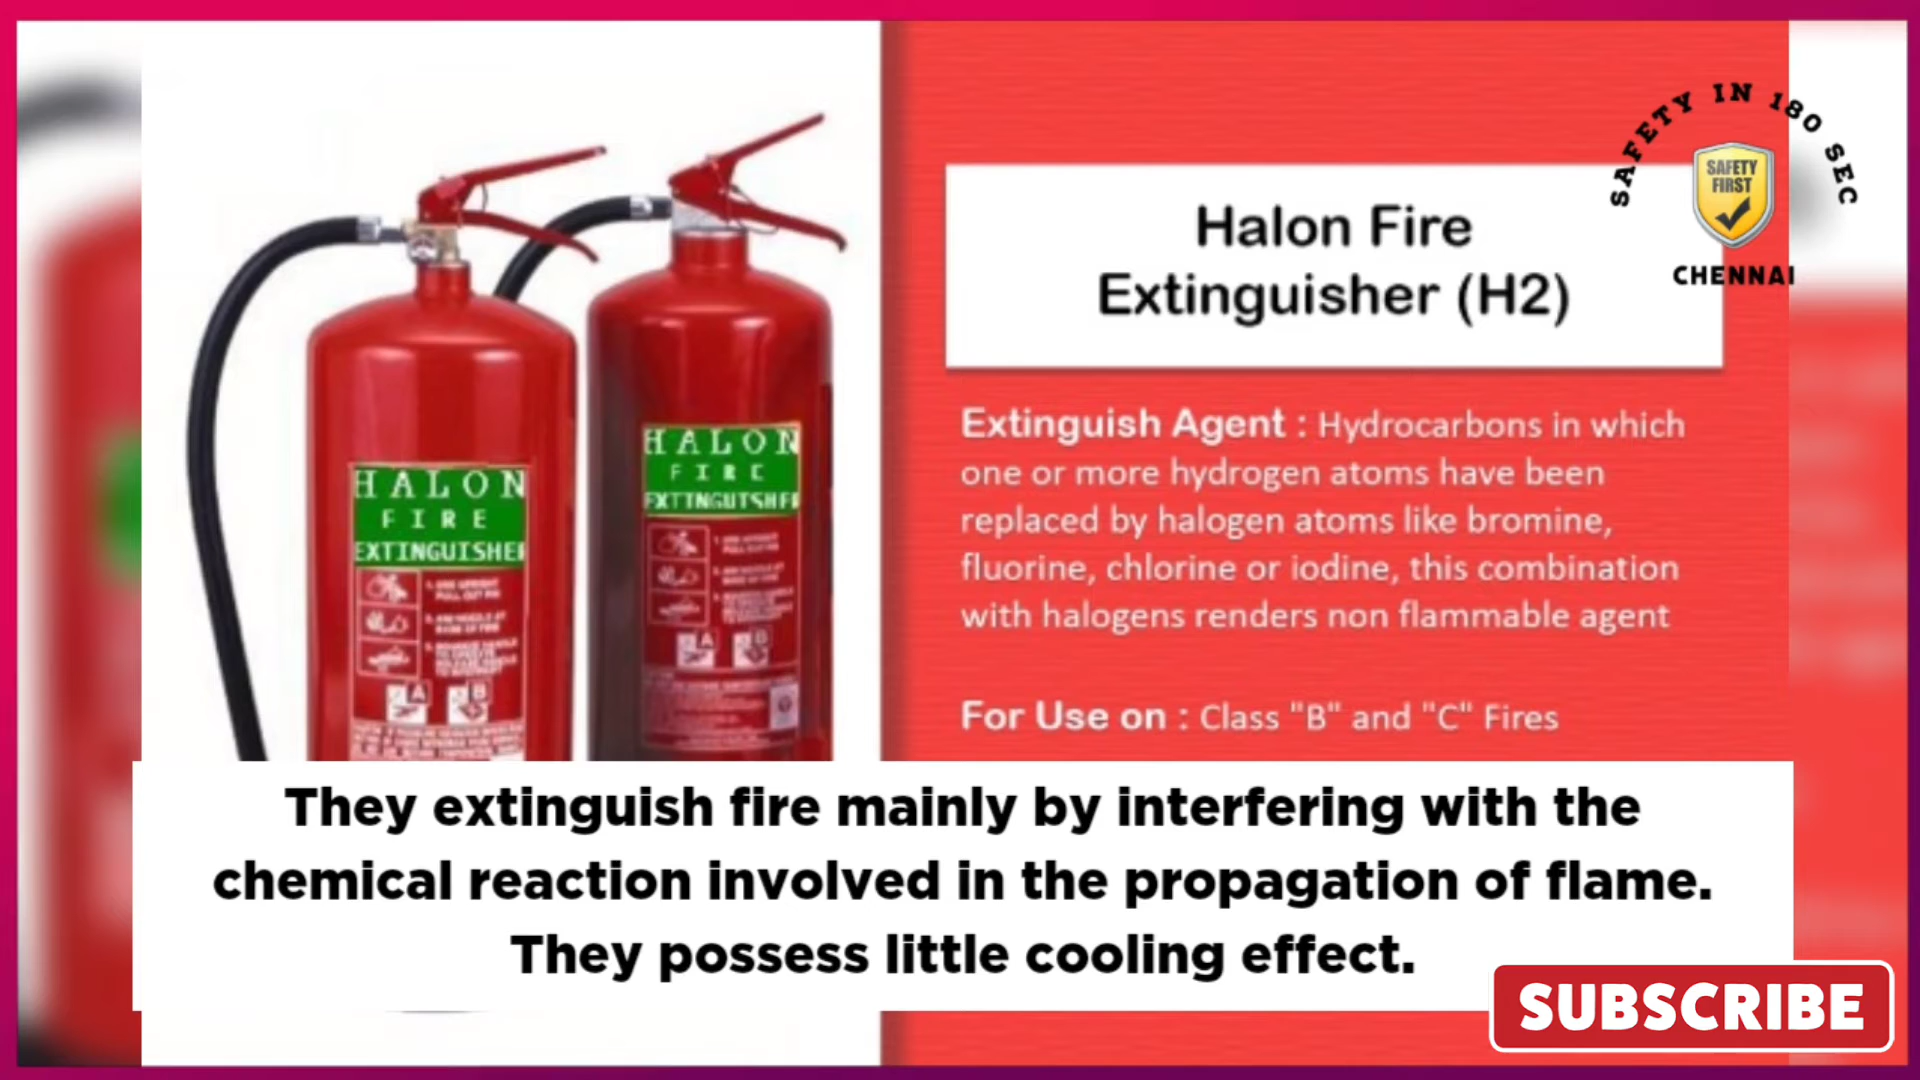 SAFETY IN 180 SEC
SAFETY
FIRST
CHENNAI
Halon Fire
Extinguisher (H2)
Extinguish Agent : Hydrocarbons in which
one or more hydrogen atoms have been
replaced by halogen atoms like bromine,
fluorine, chlorine or iodine, this combination
with halogens renders non flammable agent
For Use on : Class "B" and "C" Fires
HALON
FIRE
EXTINGUISHER
A B
HALON
FIRE
EXTINGUISHER
A B
They extinguish fire mainly by interfering with the
chemical reaction involved in the propagation of flame.
They possess little cooling effect.
SUBSCRIBE